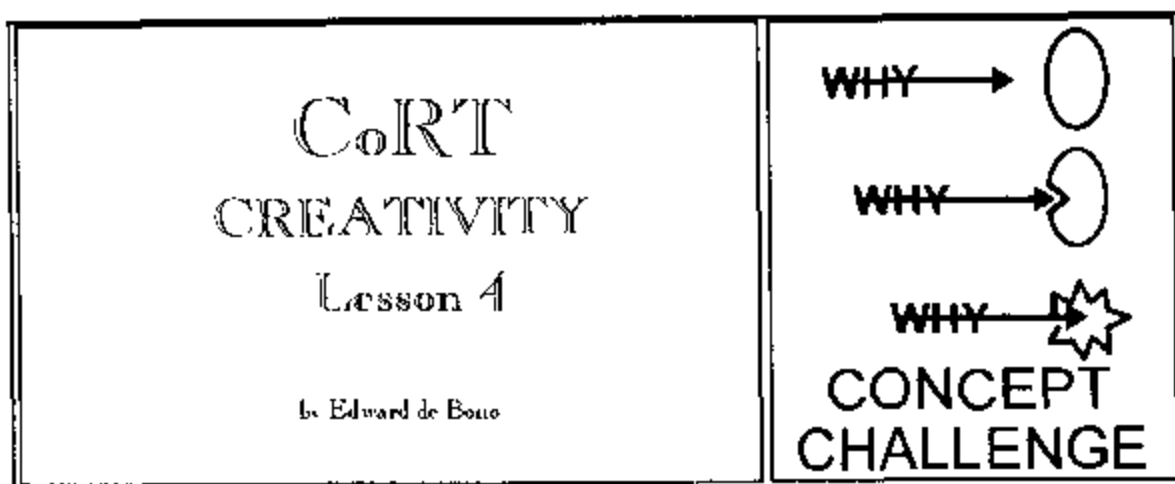 CoRT
CREATIVITY
Lesson 4
by Edward de Bono
WHY
WHY
WHY
CONCEPT
CHALLENGE